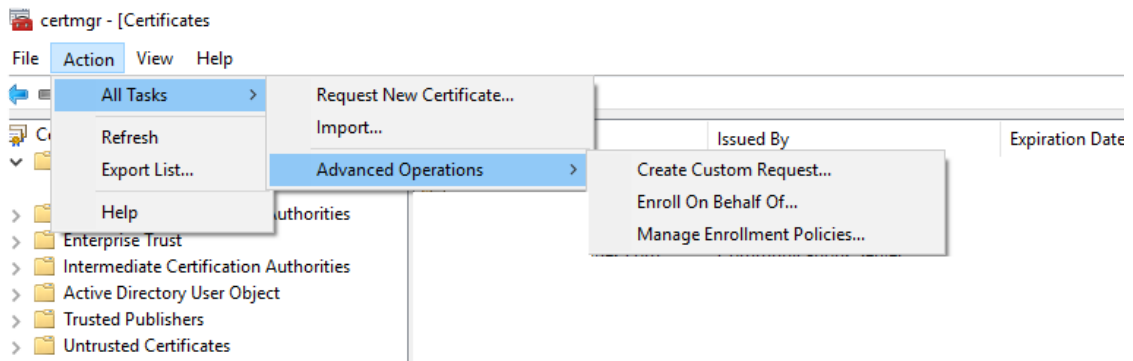 certmgr - [Certificates
File Action View Help
All Tasks
Refresh
Export List...
Help
Request New Certificate...
Import...
Advanced Operations
Create Custom Request...
Enroll On Behalf Of...
Manage Enrollment Policies...
Issued By
Expiration Date
Enterprise Trust
Intermediate Certification Authorities
Active Directory User Object
Trusted Publishers
Untrusted Certificates